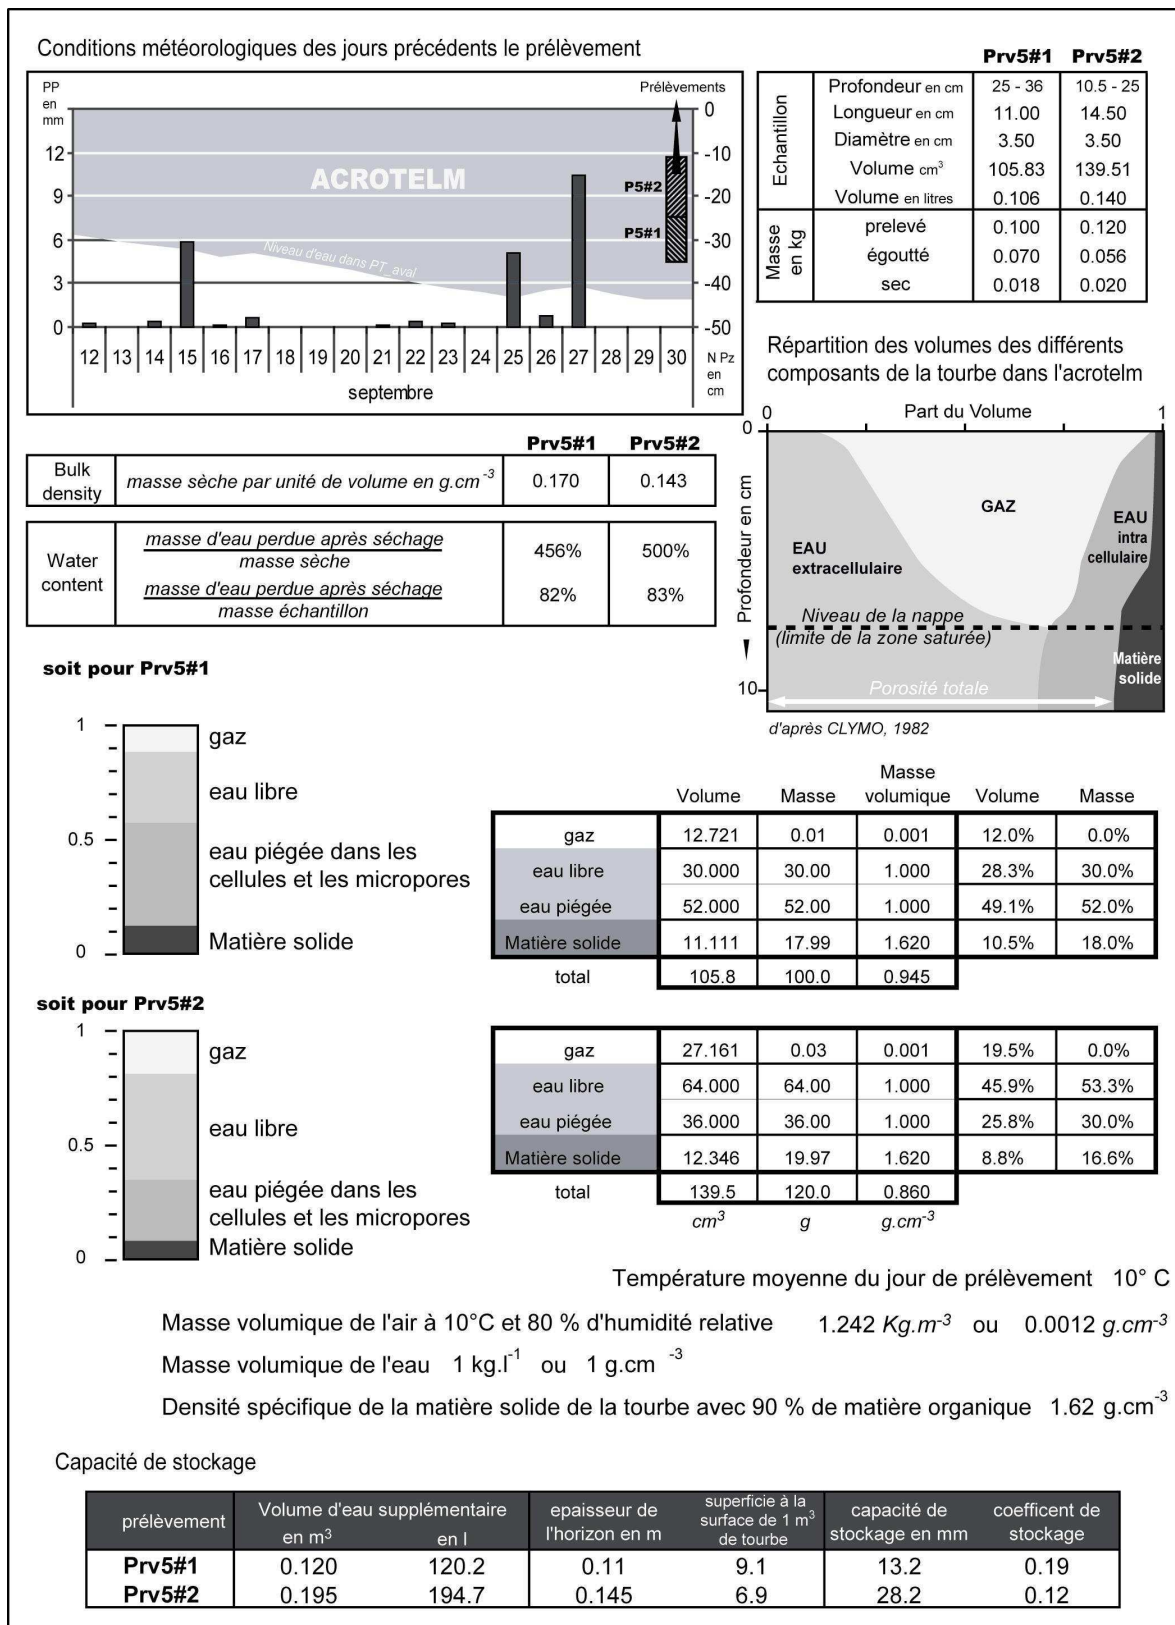 Conditions météorologiques des jours précédents le prélèvement
PP en mm
Prélèvements
0
12
9
6
3
0
-10
-20
-30
-40
-50
ACROTELM
P5#2
P5#1
Niveau d'eau dans PT_aval
12 13 14 15 16 17 18 19 20 21 22 23 24 25 26 27 28 29 30
N Pz en cm
septembre
Prv5#1 Prv5#2
Echantillon
Profondeur en cm 25 - 36 10.5 - 25
Longueur en cm 11.00 14.50
Diamètre en cm 3.50 3.50
Volume cm³ 105.83 139.51
Volume en litres 0.106 0.140
Masse en kg
prelevé 0.100 0.120
égoutté 0.070 0.056
sec 0.018 0.020
Prv5#1 Prv5#2
Bulk density masse sèche par unité de volume en g.cm⁻³ 0.170 0.143
Water content
masse d'eau perdue après séchage
masse sèche
456% 500%
masse d'eau perdue après séchage
masse échantillon
82% 83%
Répartition des volumes des différents
composants de la tourbe dans l'acrotelm
0 Part du Volume 1
0
Profondeur en cm
10
GAZ
EAU extracellulaire
EAU intra cellulaire
Niveau de la nappe
(limite de la zone saturée)
Matière solide
Porosité totale
d'après CLYMO, 1982
soit pour Prv5#1
1
0.5
0
gaz
eau libre
eau piégée dans les
cellules et les micropores
Matière solide
Volume Masse Masse volumique Volume Masse
gaz 12.721 0.01 0.001 12.0% 0.0%
eau libre 30.000 30.00 1.000 28.3% 30.0%
eau piégée 52.000 52.00 1.000 49.1% 52.0%
Matière solide 11.111 17.99 1.620 10.5% 18.0%
total 105.8 100.0 0.945
soit pour Prv5#2
1
0.5
0
gaz
eau libre
eau piégée dans les
cellules et les micropores
Matière solide
gaz 27.161 0.03 0.001 19.5% 0.0%
eau libre 64.000 64.00 1.000 45.9% 53.3%
eau piégée 36.000 36.00 1.000 25.8% 30.0%
Matière solide 12.346 19.97 1.620 8.8% 16.6%
total 139.5 120.0 0.860
cm³ g g.cm⁻³
Température moyenne du jour de prélèvement 10° C
Masse volumique de l'air à 10°C et 80 % d'humidité relative 1.242 Kg.m⁻³ ou 0.0012 g.cm⁻³
Masse volumique de l'eau 1 kg.l⁻¹ ou 1 g.cm ⁻³
Densité spécifique de la matière solide de la tourbe avec 90 % de matière organique 1.62 g.cm⁻³
Capacité de stockage
prélèvement
Volume d'eau supplémentaire
en m³ en l
epaisseur de
l'horizon en m
superficie à la
surface de 1 m³
de tourbe
capacité de
stockage en mm
coefficent de
stockage
Prv5#1 0.120 120.2 0.11 9.1 13.2 0.19
Prv5#2 0.195 194.7 0.145 6.9 28.2 0.12